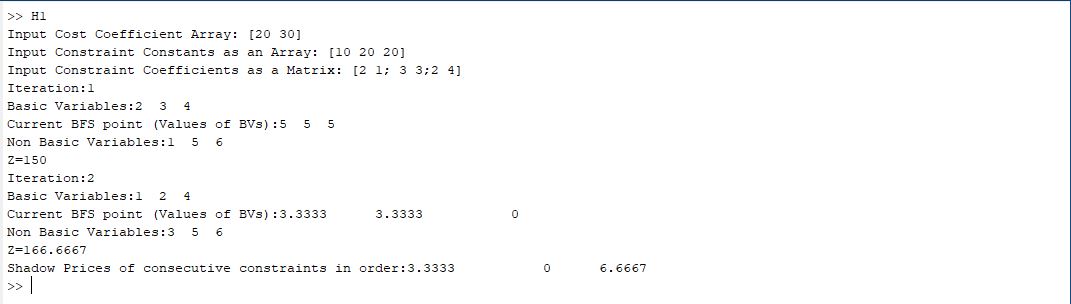 >> H1
Input Cost Coefficient Array: [20 30]
Input Constraint Constants as an Array: [10 20 20]
Input Constraint Coefficients as a Matrix: [2 1; 3 3;2 4]
Iteration:1
Basic Variables:2  3  4
Current BFS point (Values of BVs):5  5  5
Non Basic Variables:1  5  6
Z=150
Iteration:2
Basic Variables:1  2  4
Current BFS point (Values of BVs):3.3333      3.3333           0
Non Basic Variables:3  5  6
Z=166.6667
Shadow Prices of consecutive constraints in order:3.3333           0      6.6667
>>